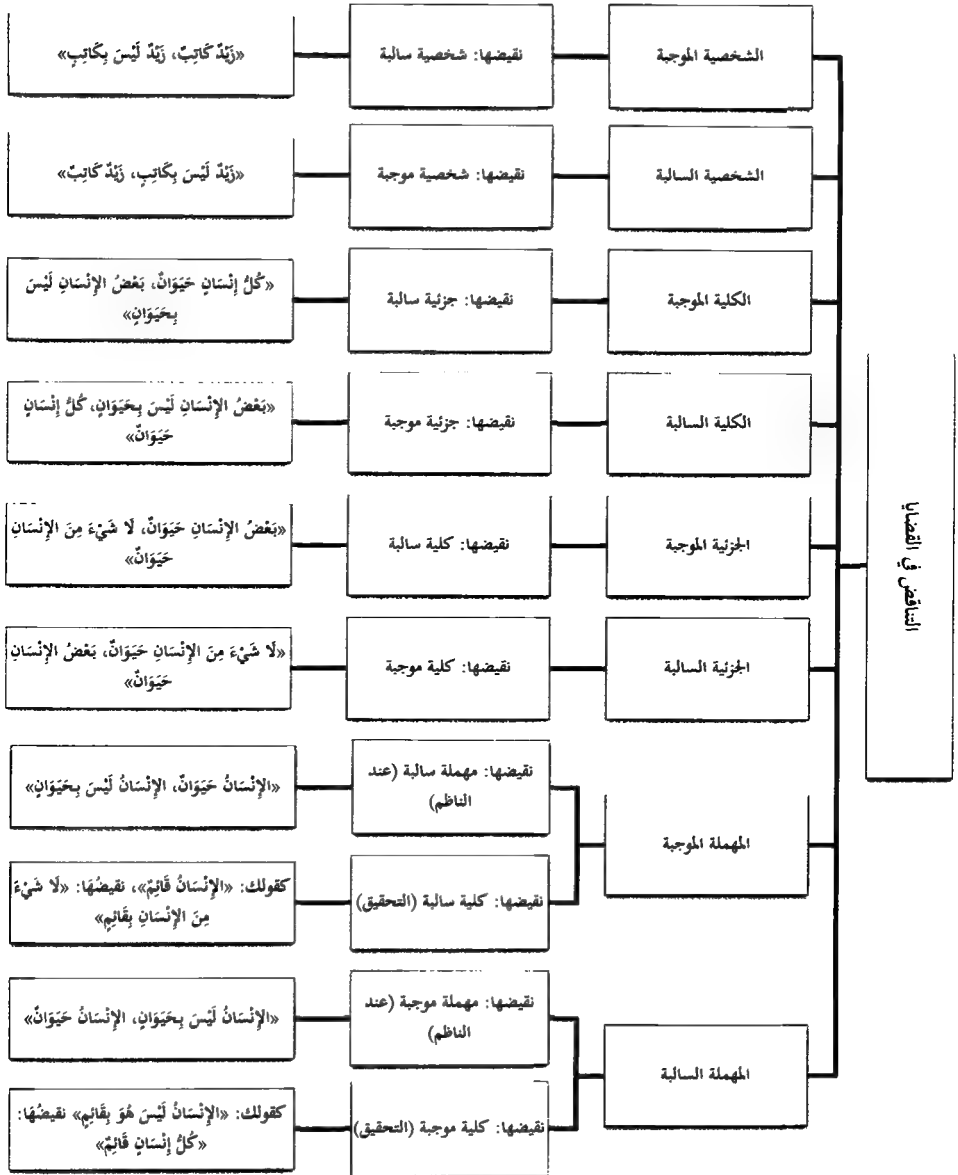 التناقض في القضايا
الشخصية الموجبة
نقيضها: شخصية سالبة
«زَيْدٌ كَاتِبٌ، زَيْدٌ لَيْسَ بِكَاتِبٍ»
الشخصية السالبة
نقيضها: شخصية موجبة
«زَيْدٌ لَيْسَ بِكَاتِبٍ، زَيْدٌ كَاتِبٌ»
الكلية الموجبة
نقيضها: جزئية سالبة
«كُلُّ إِنْسَانٍ حَيَوَانٌ، بَعْضُ الإِنْسَانِ لَيْسَ
بِحَيَوَانٍ»
الكلية السالبة
نقيضها: جزئية موجبة
«بَعْضُ الإِنْسَانِ لَيْسَ بِحَيَوَانٍ، كُلُّ إِنْسَانٍ
حَيَوَانٌ»
الجزئية الموجبة
نقيضها: كلية سالبة
«بَعْضُ الإِنْسَانِ حَيَوَانٌ، لَا شَيْءَ مِنَ الإِنْسَانِ
حَيَوَانٌ»
الجزئية السالبة
نقيضها: كلية موجبة
«لَا شَيْءَ مِنَ الإِنْسَانِ حَيَوَانٌ، بَعْضُ الإِنْسَانِ
حَيَوَانٌ»
المهملة الموجبة
نقيضها: مهملة سالبة (عند
الناظم)
«الإِنْسَانُ حَيَوَانٌ، الإِنْسَانُ لَيْسَ بِحَيَوَانٍ»
نقيضها: كلية سالبة (التحقيق)
كقولك: «الإِنْسَانُ قَائِمٌ»، نقيضُهَا: «لَا شَيْءَ
مِنَ الإِنْسَانِ بِقَائِمٍ»
المهملة السالبة
نقيضها: مهملة موجبة (عند
الناظم)
«الإِنْسَانُ لَيْسَ بِحَيَوَانٍ، الإِنْسَانُ حَيَوَانٌ»
نقيضها: كلية موجبة (التحقيق)
كقولك: «الإِنْسَانُ لَيْسَ هُوَ بِقَائِمٍ» نقيضُهَا:
«كُلُّ إِنْسَانٍ قَائِمٌ»